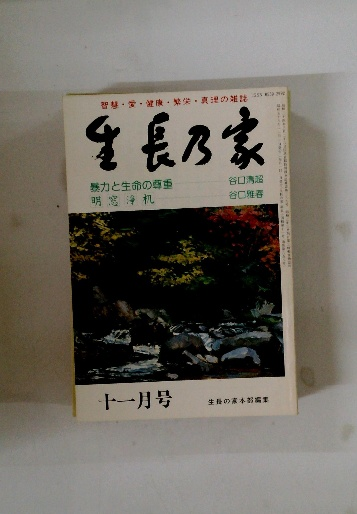 智慧・愛・健康・繁栄・真理の雑誌
生長乃家
暴力と生命の尊重 谷口清超
明窓浄机 谷口雅春
十一月号
生長の家本部編集